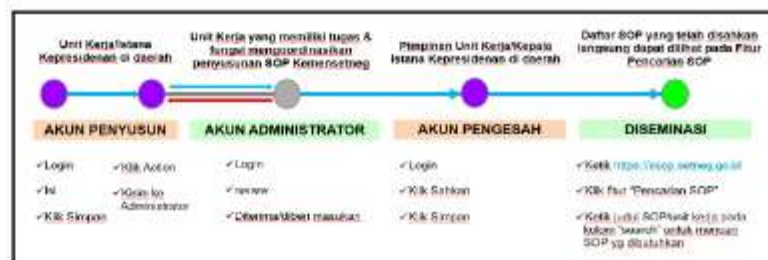 Unit Kerja/Istana
Kepresidenan di daerah
Unit Kerja yang memiliki tugas &
fungsi mengoordinasikan
penyusunan SOP Kemensetneg
Pimpinan Unit Kerja/Kepala
Istana Kepresidenan di daerah
Daftar SOP yang telah disahkan
langsung dapat dilihat pada Fitur
Pencarian SOP
AKUN PENYUSUN
AKUN ADMINISTRATOR
AKUN PENGESAH
DISEMINASI
✓Login
✓Isi
✓Klik Simpan
✓Klik Action
✓Kirim ke
Administrator
✓Login
✓review
✓Diterima/diberi masukan
✓Login
✓Klik Sahkan
✓Klik Simpan
✓Ketik https://esop.setneg.go.id
✓Klik fitur "Pencarian SOP"
✓Ketik judul SOP/unit kerja pada
kolom "search" untuk mencari
SOP yg dibutuhkan